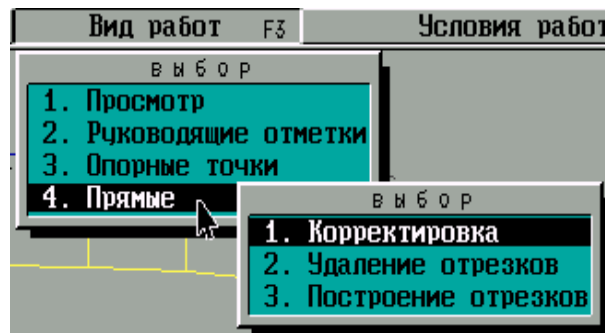 Вид работ F3
Условия работ
выбор
1. Просмотр
2. Руководящие отметки
3. Опорные точки
4. Прямые
выбор
1. Корректировка
2. Удаление отрезков
3. Построение отрезков